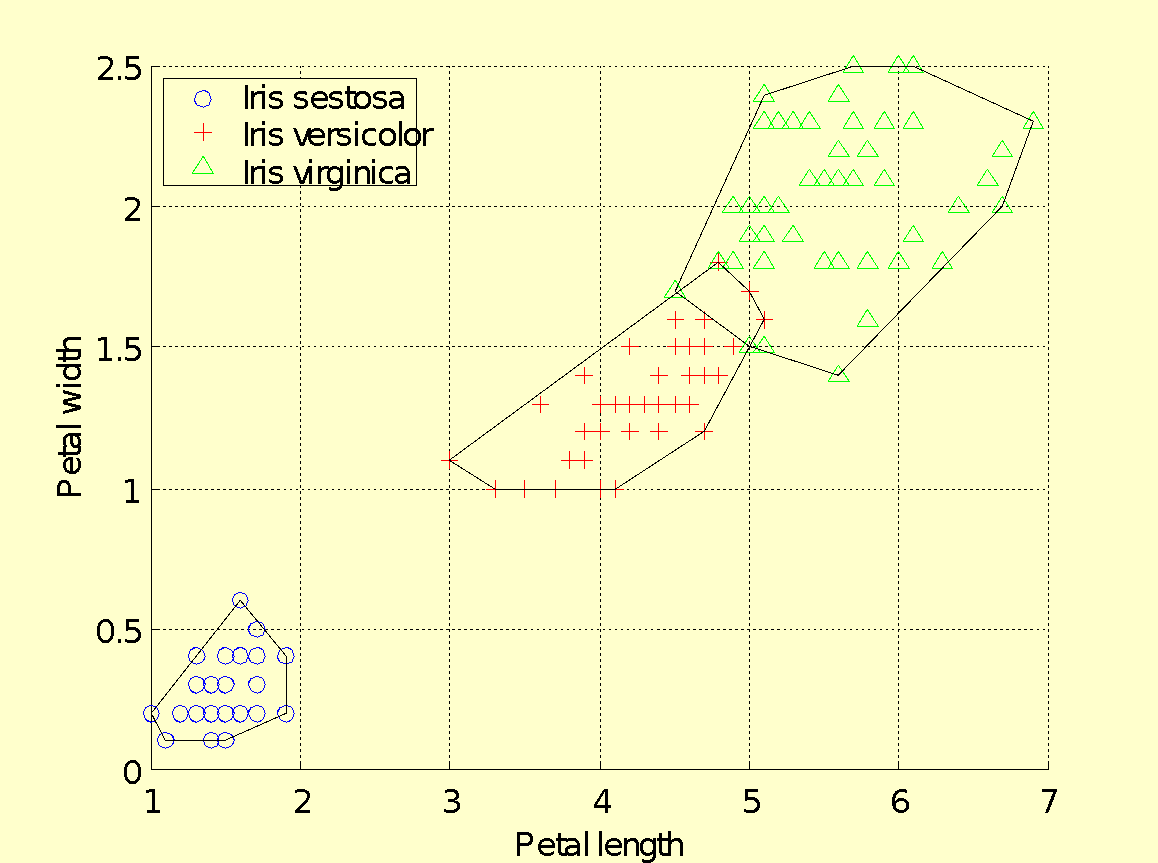 2.5
2
1.5
1
0.5
0
Iris sestosa
Iris versicolor
Iris virginica
Petal width
1 2 3 4 5 6 7
Petal length